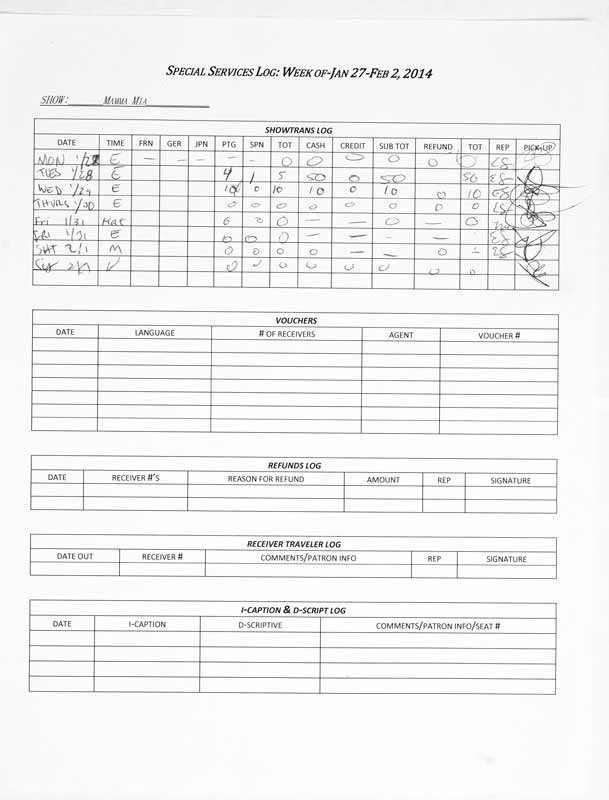 SPECIAL SERVICES LOG: WEEK OF-JAN 27-FEB 2, 2014
SHOW: MAMMA MIA
SHOWTRANS LOG
DATE TIME FRN GER JPN PTG SPN TOT CASH CREDIT SUB TOT REFUND TOT REP PICK-UP
MON 1/27 E — — — — — 0 0 0 0 0 0 ES
TUES 1/28 E 4 1 5 50 0 50 50 ES
WED 1/29 E 10 0 10 10 0 10 0 10 ES
THURS 1/30 E 0 0 0 0 0 0 0 0 ES
Fri 1/31 Mat 0 0 0 — — 0 — 0
FRI 1/31 E 0 0 0 — — — — ES
SAT 2/1 M 0 0 0 0 — — 0 — ES
2/1 0 0 0 0 0 0 0 0
VOUCHERS
DATE LANGUAGE # OF RECEIVERS AGENT VOUCHER #
REFUNDS LOG
DATE RECEIVER #'S REASON FOR REFUND AMOUNT REP SIGNATURE
RECEIVER TRAVELER LOG
DATE OUT RECEIVER # COMMENTS/PATRON INFO REP SIGNATURE
I-CAPTION & D-SCRIPT LOG
DATE I-CAPTION D-SCRIPTIVE COMMENTS/PATRON INFO/SEAT #